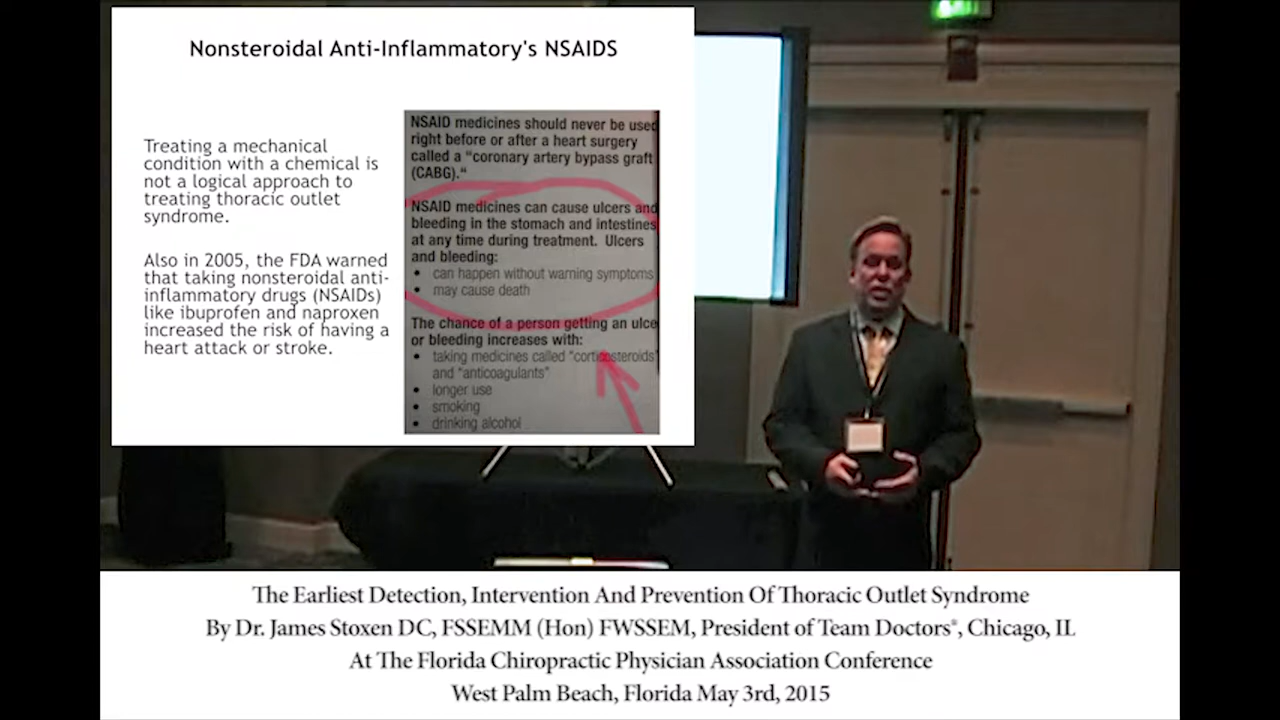 Nonsteroidal Anti-Inflammatory's NSAIDS
Treating a mechanical
condition with a chemical is
not a logical approach to
treating thoracic outlet
syndrome.
Also in 2005, the FDA warned
that taking nonsteroidal anti-
inflammatory drugs (NSAIDs)
like ibuprofen and naproxen
increased the risk of having a
heart attack or stroke.
NSAID medicines should never be used
right before or after a heart surgery
called a "coronary artery bypass graft
(CABG)."
NSAID medicines can cause ulcers and
bleeding in the stomach and intestines
at any time during treatment. Ulcers
and bleeding:
• can happen without warning symptoms
• may cause death
The chance of a person getting an ulce
or bleeding increases with:
• taking medicines called "corticosteroids"
and "anticoagulants"
• longer use
• smoking
• drinking alcohol
The Earliest Detection, Intervention And Prevention Of Thoracic Outlet Syndrome
By Dr. James Stoxen DC, FSSEMM (Hon) FWSSEM, President of Team Doctors®, Chicago, IL
At The Florida Chiropractic Physician Association Conference
West Palm Beach, Florida May 3rd, 2015